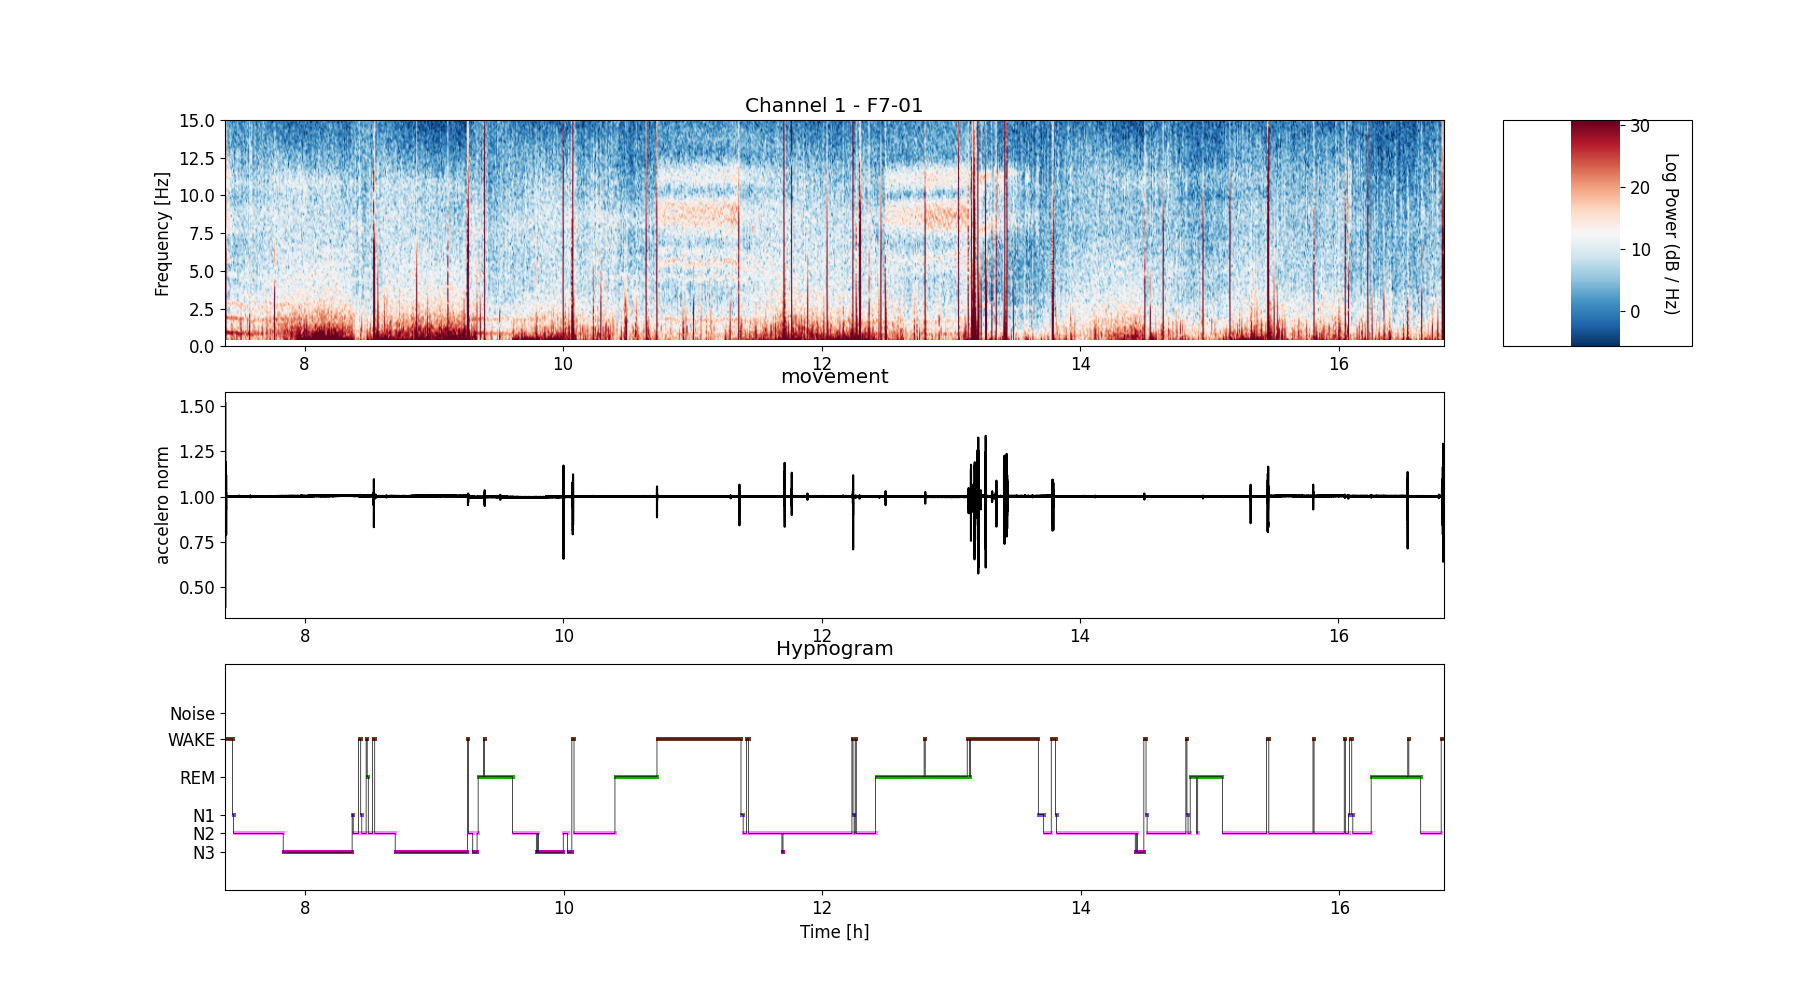 Channel 1 - F7-01
15.0
12.5
10.0
7.5
5.0
2.5
0.0
Frequency [Hz]
8 10 12 14 16
30
20
10
0
Log Power (dB / Hz)
movement
1.50
1.25
1.00
0.75
0.50
accelero norm
8 10 12 14 16
Hypnogram
Noise
WAKE
REM
N1
N2
N3
8 10 12 14 16
Time [h]